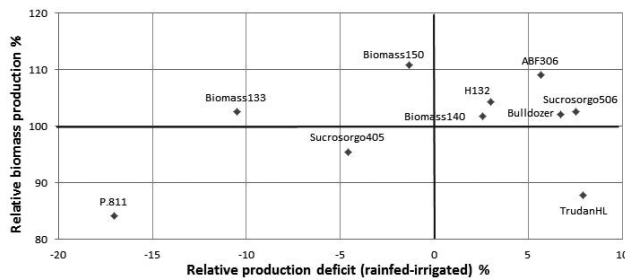 Relative biomass production %
120
110
100
90
80
Biomass150
ABF306
H132
Biomass133
Sucrosorgo506
Biomass140
Bulldozer
Sucrosorgo405
P.811
TrudanHL
-20
-15
-10
-5
0
5
10
Relative production deficit (rainfed-irrigated) %